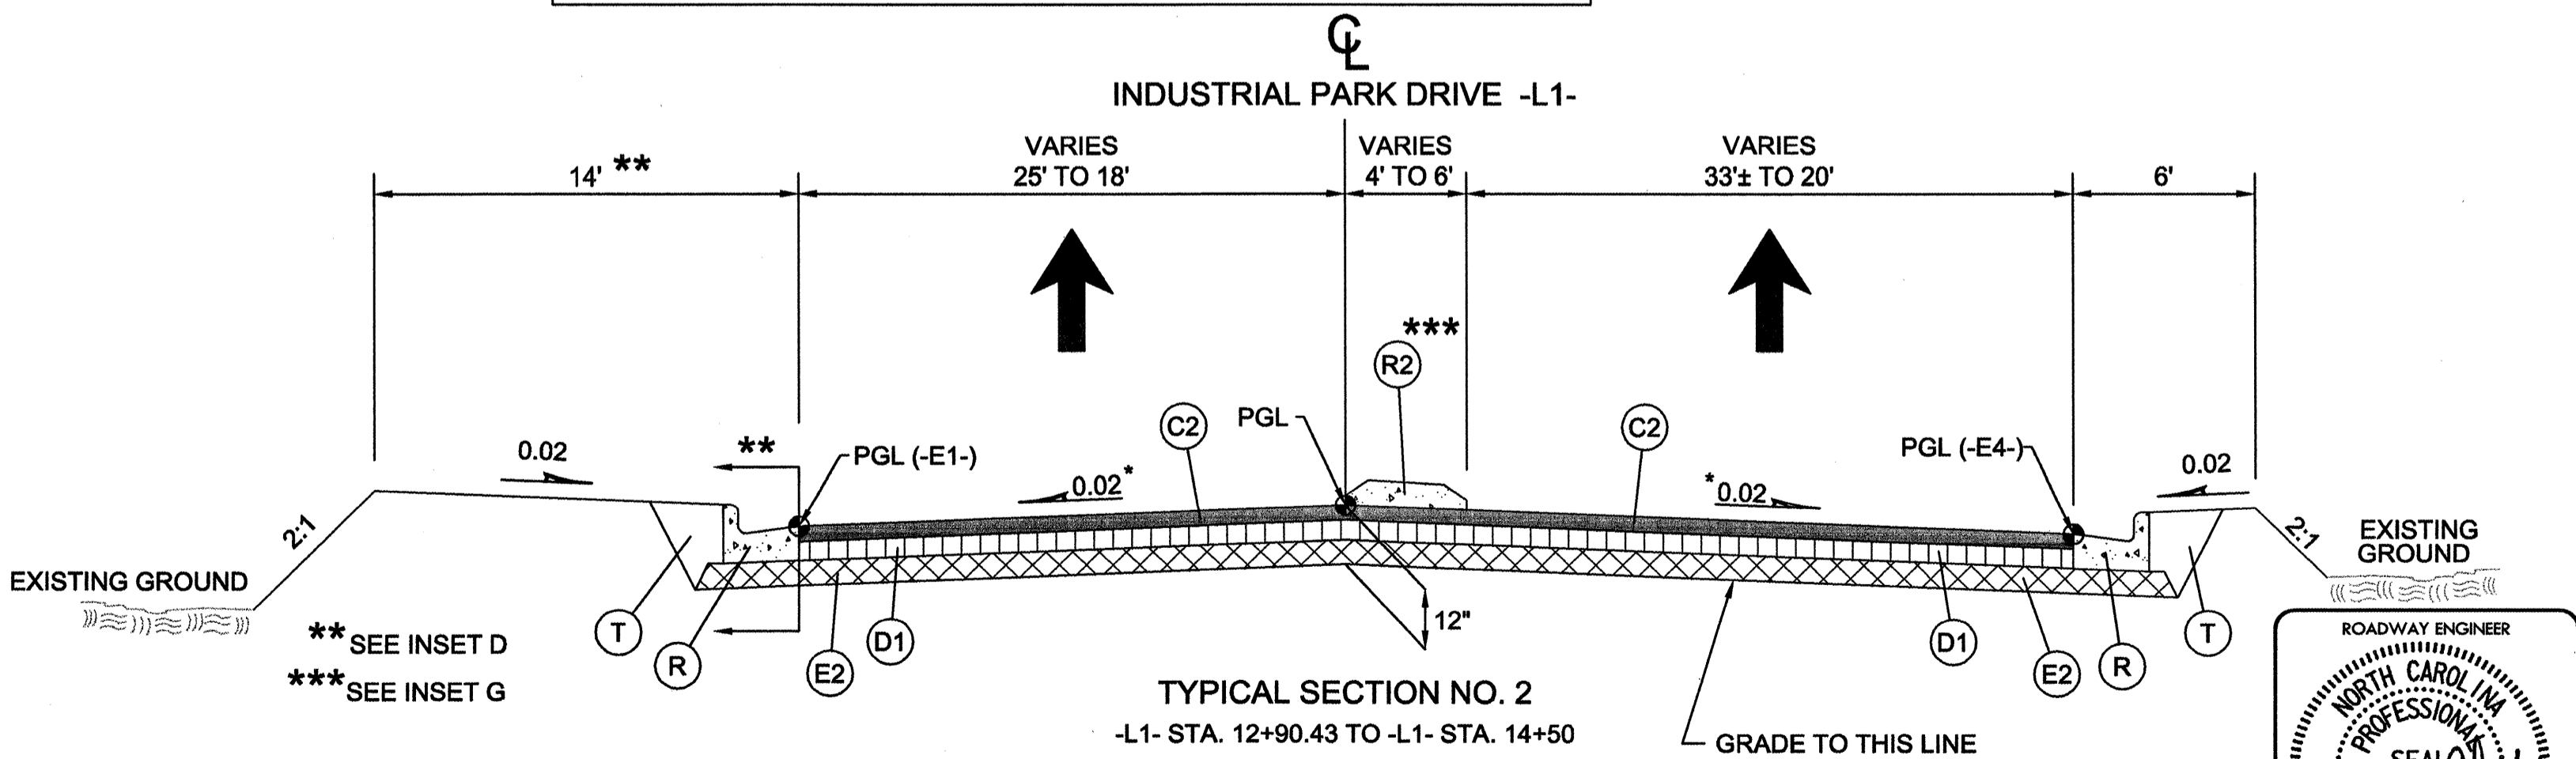 CL
INDUSTRIAL PARK DRIVE -L1-
VARIES VARIES VARIES
14' ** 25' TO 18' 4' TO 6' 33'± TO 20' 6'
***
R2
C2 PGL C2
0.02 ** PGL (-E1-) PGL (-E4-) 0.02
0.02* *0.02
2:1 2:1
EXISTING GROUND
EXISTING
GROUND
12"
T R E2 D1 D1 E2 R T
**SEE INSET D
***SEE INSET G
TYPICAL SECTION NO. 2
-L1- STA. 12+90.43 TO -L1- STA. 14+50
GRADE TO THIS LINE
ROADWAY ENGINEER
NORTH CAROLINA
PROFESSIONAL
SEAL